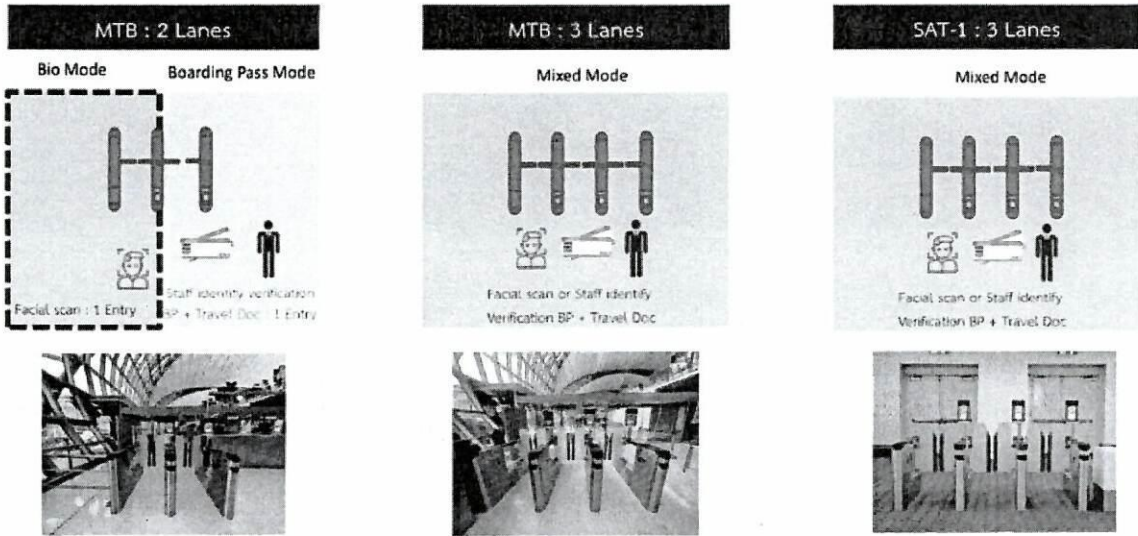 MTB : 2 Lanes
Bio Mode
Boarding Pass Mode
Facial scan : 1 Entry
Staff identity verification
BP + Travel Doc : 1 Entry
MTB : 3 Lanes
Mixed Mode
Facial scan or Staff identify
Verification BP + Travel Doc
SAT-1 : 3 Lanes
Mixed Mode
Facial scan or Staff identify
Verification BP + Travel Doc